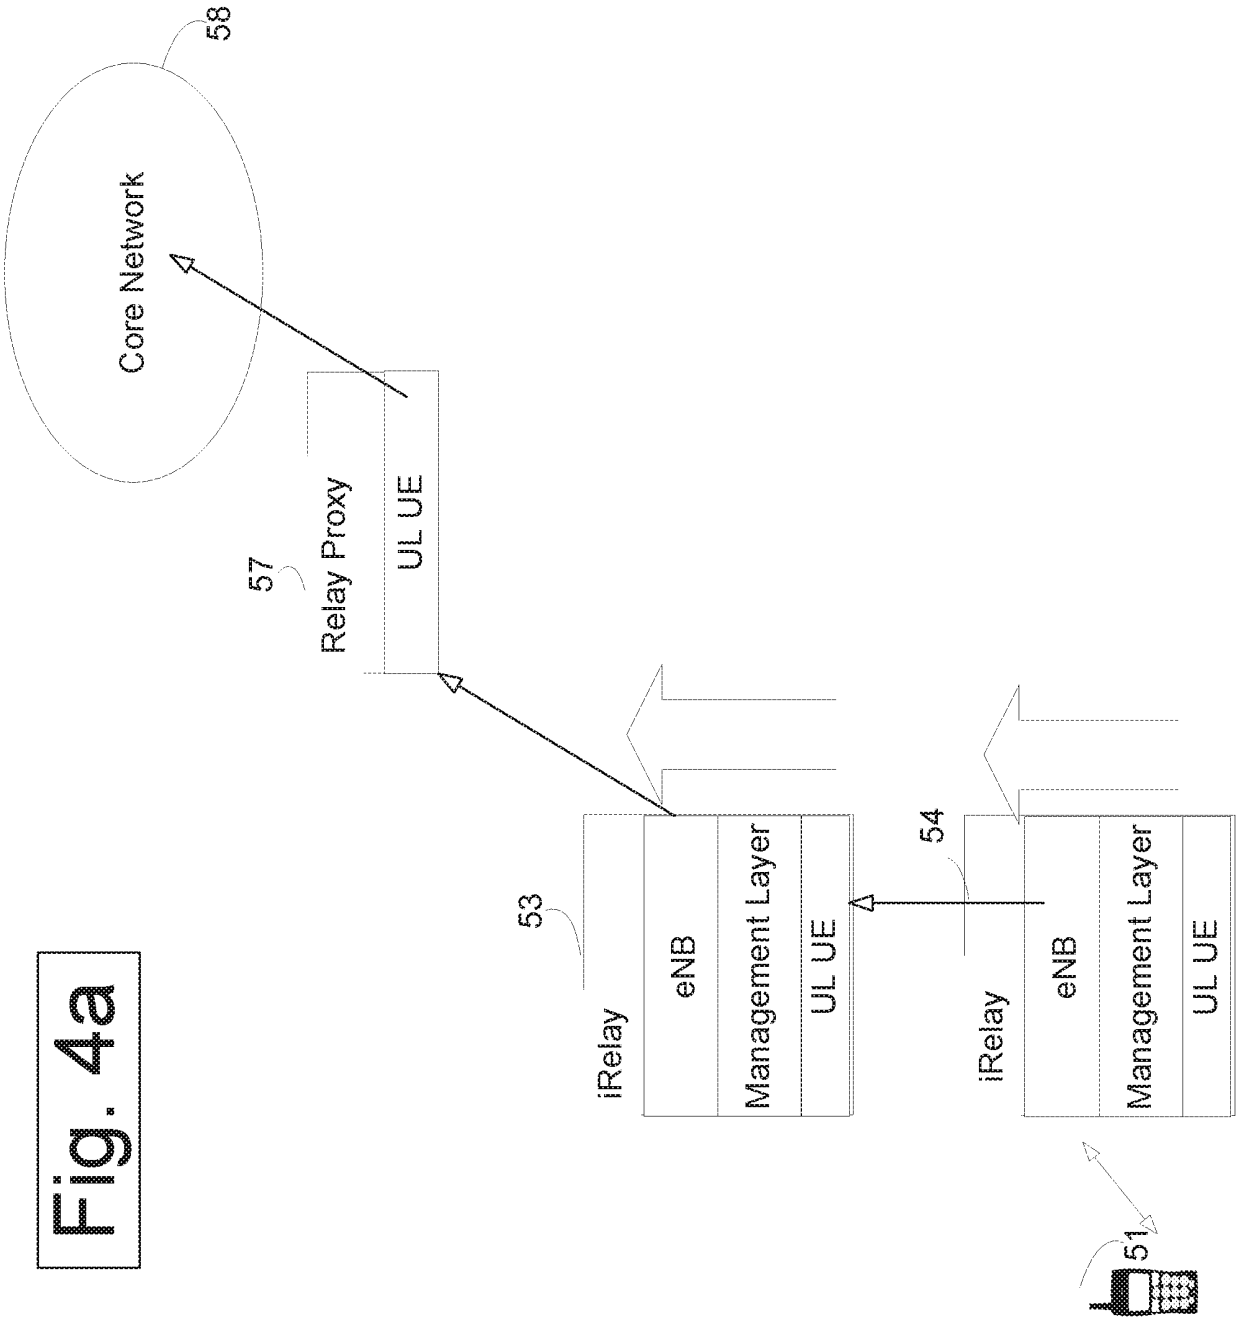 Fig. 4a
58
Core Network
57
Relay Proxy
UL UE
53
iRelay
eNB
Management Layer
UL UE
54
iRelay
eNB
Management Layer
UL UE
51